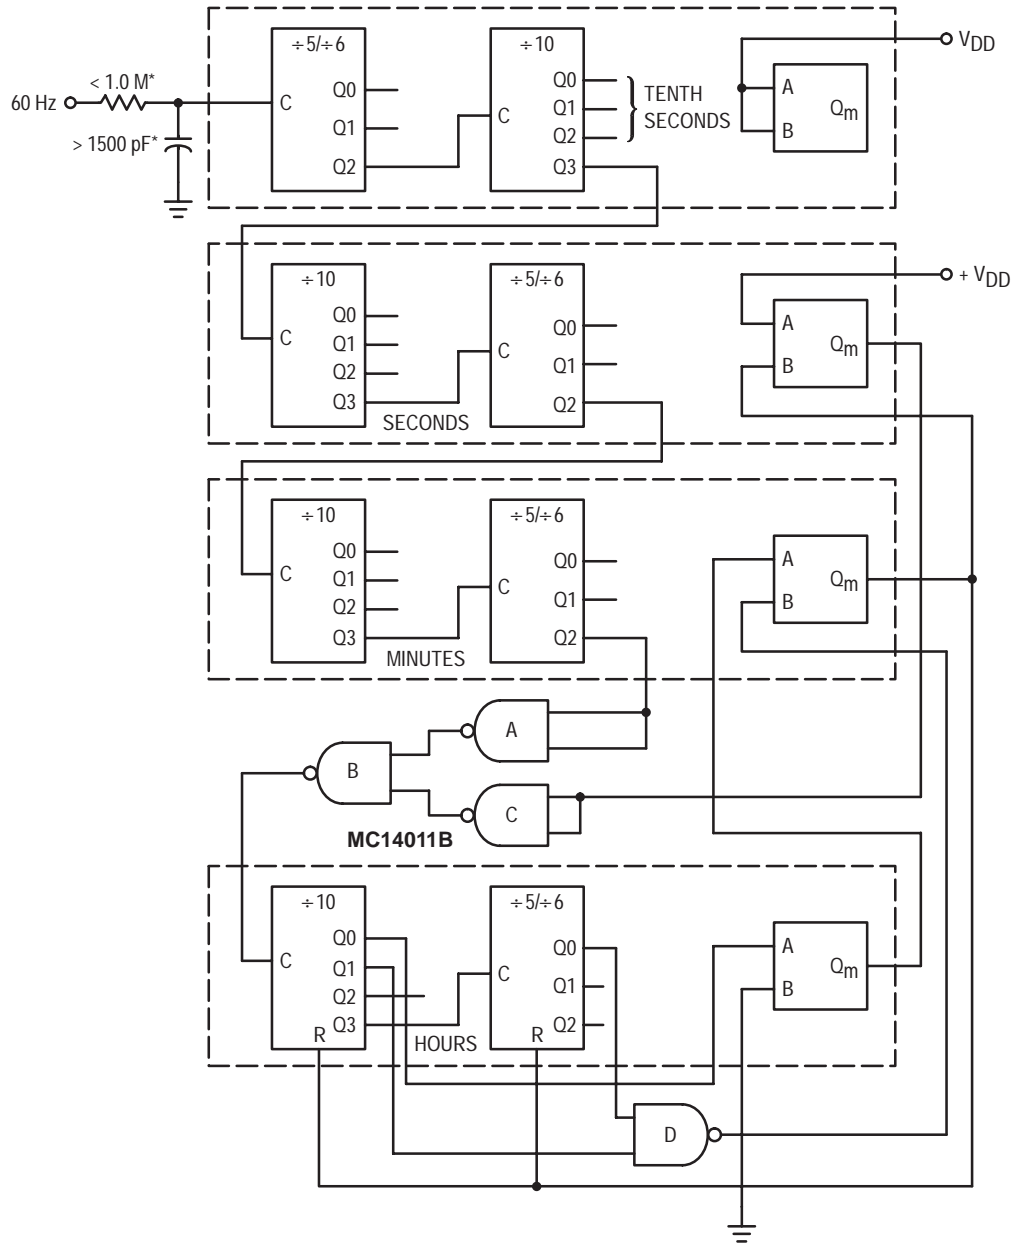 ÷5/÷6
÷10
VDD
< 1.0 M*
60 Hz
> 1500 pF*
C
Q0
Q1
Q2
C
Q0
Q1
Q2
Q3
TENTH
SECONDS
A
B
Qm
÷10
÷5/÷6
+ VDD
C
Q0
Q1
Q2
Q3
SECONDS
C
Q0
Q1
Q2
A
B
Qm
÷10
÷5/÷6
C
Q0
Q1
Q2
Q3
MINUTES
C
Q0
Q1
Q2
A
B
Qm
A
B
C
MC14011B
÷10
÷5/÷6
C
Q0
Q1
Q2
Q3
R
HOURS
C
Q0
Q1
Q2
R
A
B
Qm
D